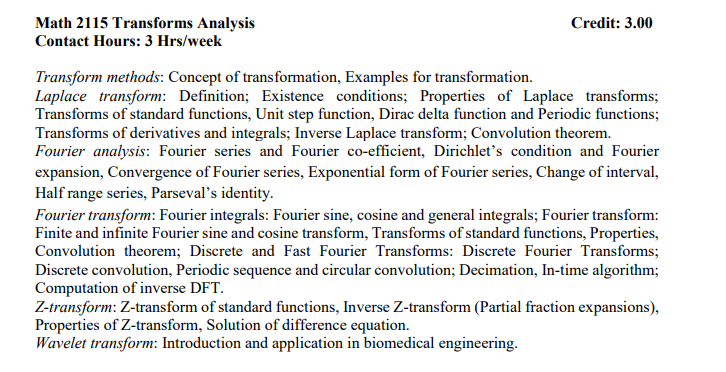 Math 2115 Transforms Analysis Credit: 3.00
Contact Hours: 3 Hrs/week
Transform methods: Concept of transformation, Examples for transformation.
Laplace transform: Definition; Existence conditions; Properties of Laplace transforms;
Transforms of standard functions, Unit step function, Dirac delta function and Periodic functions;
Transforms of derivatives and integrals; Inverse Laplace transform; Convolution theorem.
Fourier analysis: Fourier series and Fourier co-efficient, Dirichlet’s condition and Fourier
expansion, Convergence of Fourier series, Exponential form of Fourier series, Change of interval,
Half range series, Parseval’s identity.
Fourier transform: Fourier integrals: Fourier sine, cosine and general integrals; Fourier transform:
Finite and infinite Fourier sine and cosine transform, Transforms of standard functions, Properties,
Convolution theorem; Discrete and Fast Fourier Transforms: Discrete Fourier Transforms;
Discrete convolution, Periodic sequence and circular convolution; Decimation, In-time algorithm;
Computation of inverse DFT.
Z-transform: Z-transform of standard functions, Inverse Z-transform (Partial fraction expansions),
Properties of Z-transform, Solution of difference equation.
Wavelet transform: Introduction and application in biomedical engineering.